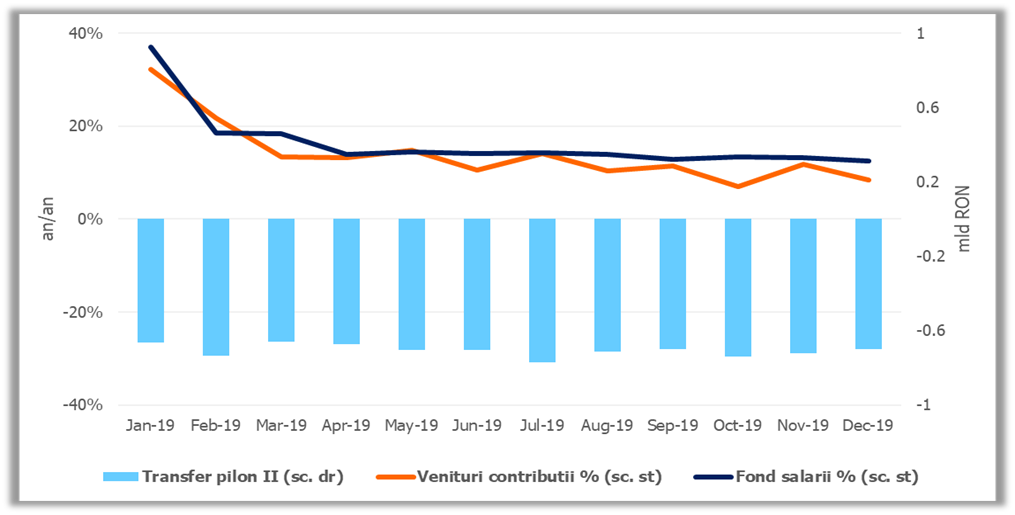 40%
20%
0%
-20%
-40%
an/an
1
0.6
0.2
-0.2
-0.6
-1
mld RON
Jan-19 Feb-19 Mar-19 Apr-19 May-19 Jun-19 Jul-19 Aug-19 Sep-19 Oct-19 Nov-19 Dec-19
Transfer pilon II (sc. dr) Venituri contributii % (sc. st) Fond salarii % (sc. st)